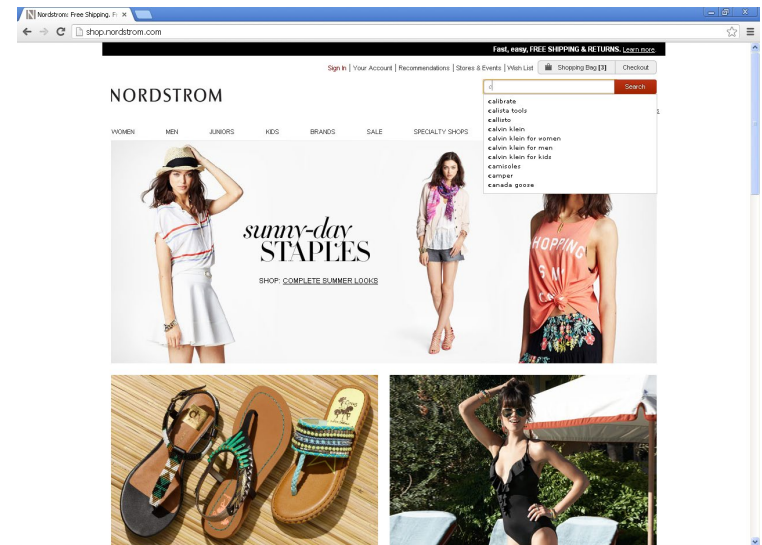 Nordstrom: Free Shipping. F
shop.nordstrom.com
Fast, easy, FREE SHIPPING & RETURNS. Learn more.
Sign In | Your Account | Recommendations | Stores & Events | Wish List Shopping Bag [3] Checkout
c Search
NORDSTROM
calibrate
calista tools
callisto
calvin klein
calvin klein for women
calvin klein for men
calvin klein for kids
camisoles
camper
canada goose
WOMEN MEN JUNIORS KIDS BRANDS SALE SPECIALTY SHOPS
sunny-day
STAPLES
SHOP: COMPLETE SUMMER LOOKS
HOPPING
IS MY